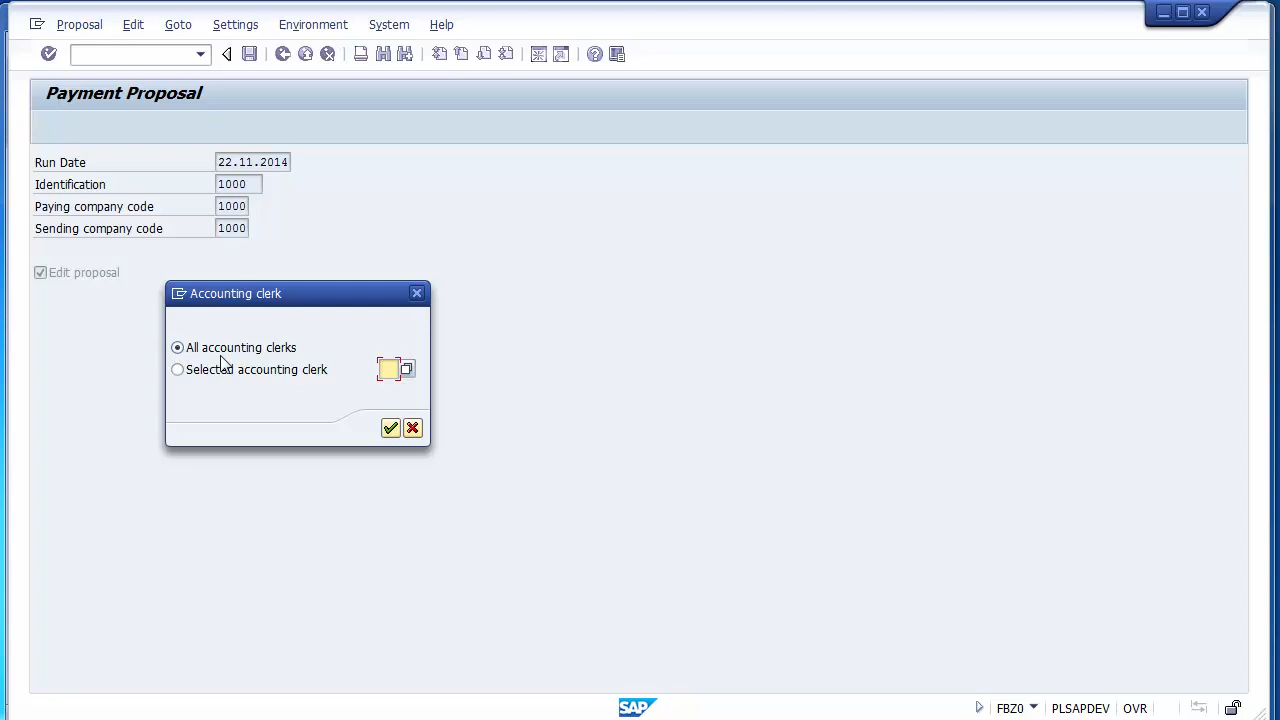 Proposal Edit Goto Settings Environment System Help
Payment Proposal
Run Date 22.11.2014
Identification 1000
Paying company code 1000
Sending company code 1000
Edit proposal
Accounting clerk
All accounting clerks
Selected accounting clerk
SAP FBZ0 PLSAPDEV OVR